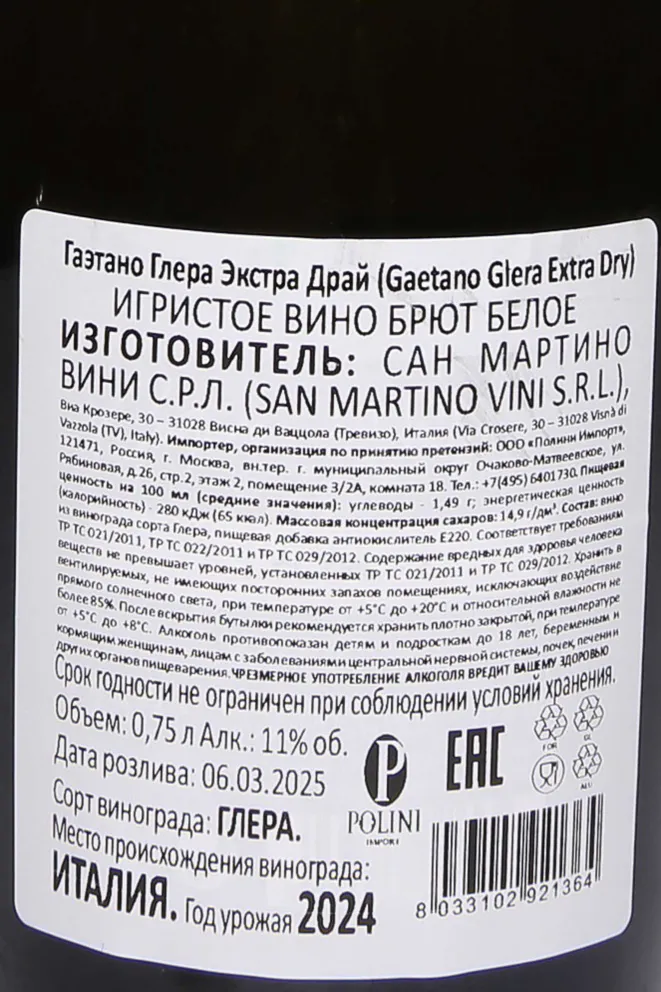 Гаэтано Глера Экстра Драй (Gaetano Glera Extra Dry)
ИГРИСТОЕ ВИНО БРЮТ БЕЛОЕ
ИЗГОТОВИТЕЛЬ: САН МАРТИНО
ВИНИ С.Р.Л. (SAN MARTINO VINI S.R.L.),
Виа Крозере, 30 – 31028 Висна ди Ваццола (Тревизо), Италия (Via Crosere, 30 – 31028 Visnà di
Vazzola (TV), Italy). Импортер, организация по принятию претензий: ООО «Полини Импорт»,
121471, Россия, г. Москва, вн.тер. г. муниципальный округ Очаково-Матвеевское, ул.
Рябиновая, д.26, стр.2, этаж 2, помещение 3/2А, комната 18. Тел.: +7(495) 6401730. Пищевая
ценность на 100 мл (средние значения): углеводы - 1,49 г; энергетическая ценность
(калорийность) - 280 кДж (65 ккал). Массовая концентрация сахаров: 14,9 г/дм³. Состав: вино
из винограда сорта Глера, пищевая добавка антиокислитель Е220. Соответствует требованиям
ТР ТС 021/2011, ТР ТС 022/2011 и ТР ТС 029/2012. Содержание вредных для здоровья человека
веществ не превышает уровней, установленных ТР ТС 021/2011 и ТР ТС 029/2012. Хранить в
вентилируемых, не имеющих посторонних запахов помещениях, исключающих воздействие
прямого солнечного света, при температуре от +5°С до +20°С и относительной влажности не
более 85%. После вскрытия бутылки рекомендуется хранить плотно закрытой, при температуре
от +5°С до +8°С. Алкоголь противопоказан детям и подросткам до 18 лет, беременным и
кормящим женщинам, лицам с заболеваниями центральной нервной системы, почек, печени и
других органов пищеварения. ЧРЕЗМЕРНОЕ УПОТРЕБЛЕНИЕ АЛКОГОЛЯ ВРЕДИТ ВАШЕМУ ЗДОРОВЬЮ
Срок годности не ограничен при соблюдении условий хранения.
Объем: 0,75 л Алк.: 11% об.
Дата розлива: 06.03.2025
Сорт винограда: ГЛЕРА.
Место происхождения винограда:
ИТАЛИЯ. Год урожая 2024
P
POLINI
IMPORT
EAC
FOR
GL
ALU
8 033102 921364